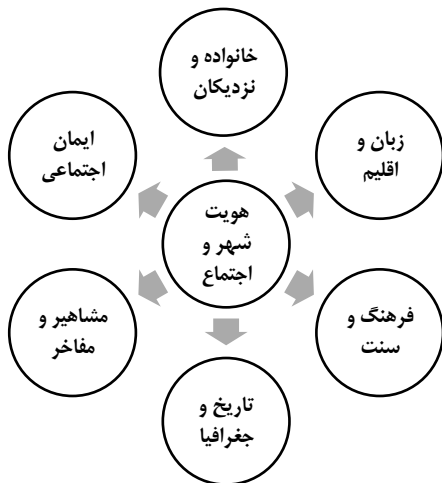 خانواده و
نزدیکان
زبان و
اقلیم
ایمان
اجتماعی
هویت
شهر و
اجتماع
فرهنگ و
سنت
مشاهیر و
مفاخر
تاریخ و
جغرافیا